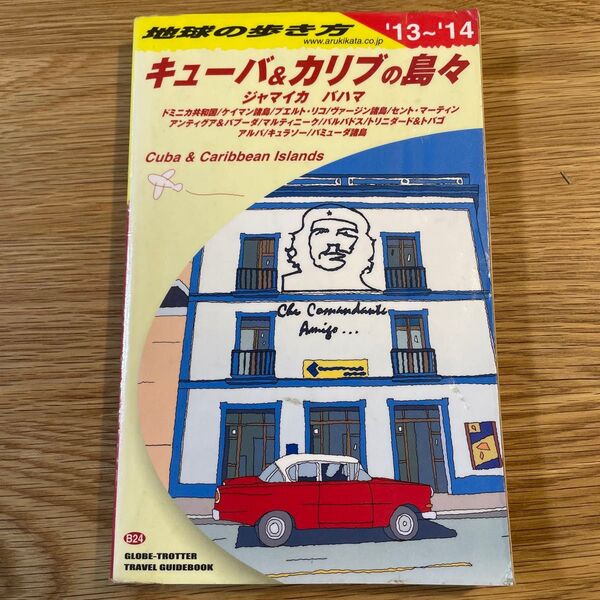 地球の歩き方
www.arukikata.co.jp
'13~'14
キューバ&カリブの島々
ジャマイカ バハマ
ドミニカ共和国/ケイマン諸島/プエルト・リコ/ヴァージン諸島/セント・マーティン
アンティグア&バブーダ/マルティニーク/バルバドス/トリニダード&トバゴ
アルバ/キュラソー/バミューダ諸島
Cuba & Caribbean Islands
Che Comandante
Amigo...
B24
GLOBE-TROTTER
TRAVEL GUIDEBOOK